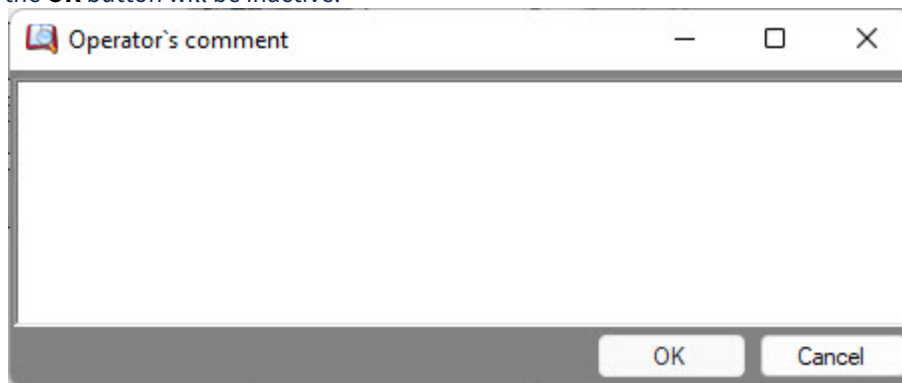 the OK button will be inactive.
Operator`s comment
OK
Cancel